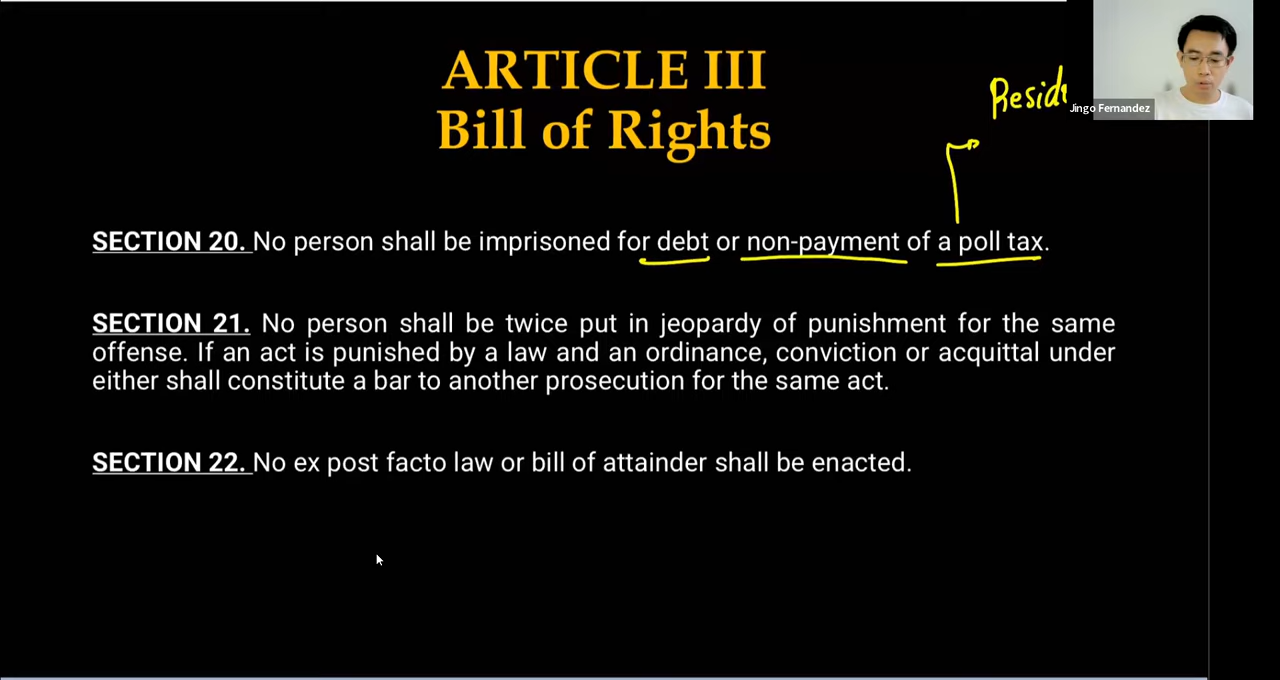 ARTICLE III
Bill of Rights
Jingo Fernandez
SECTION 20. No person shall be imprisoned for debt or non-payment of a poll tax.
SECTION 21. No person shall be twice put in jeopardy of punishment for the same
offense. If an act is punished by a law and an ordinance, conviction or acquittal under
either shall constitute a bar to another prosecution for the same act.
SECTION 22. No ex post facto law or bill of attainder shall be enacted.